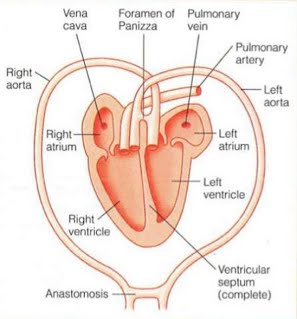 Vena
cava
Foramen of
Panizza
Pulmonary
vein
Pulmonary
artery
Right
aorta
Left
aorta
Right
atrium
Left
atrium
Left
ventricle
Right
ventricle
Ventricular
septum
(complete)
Anastomosis